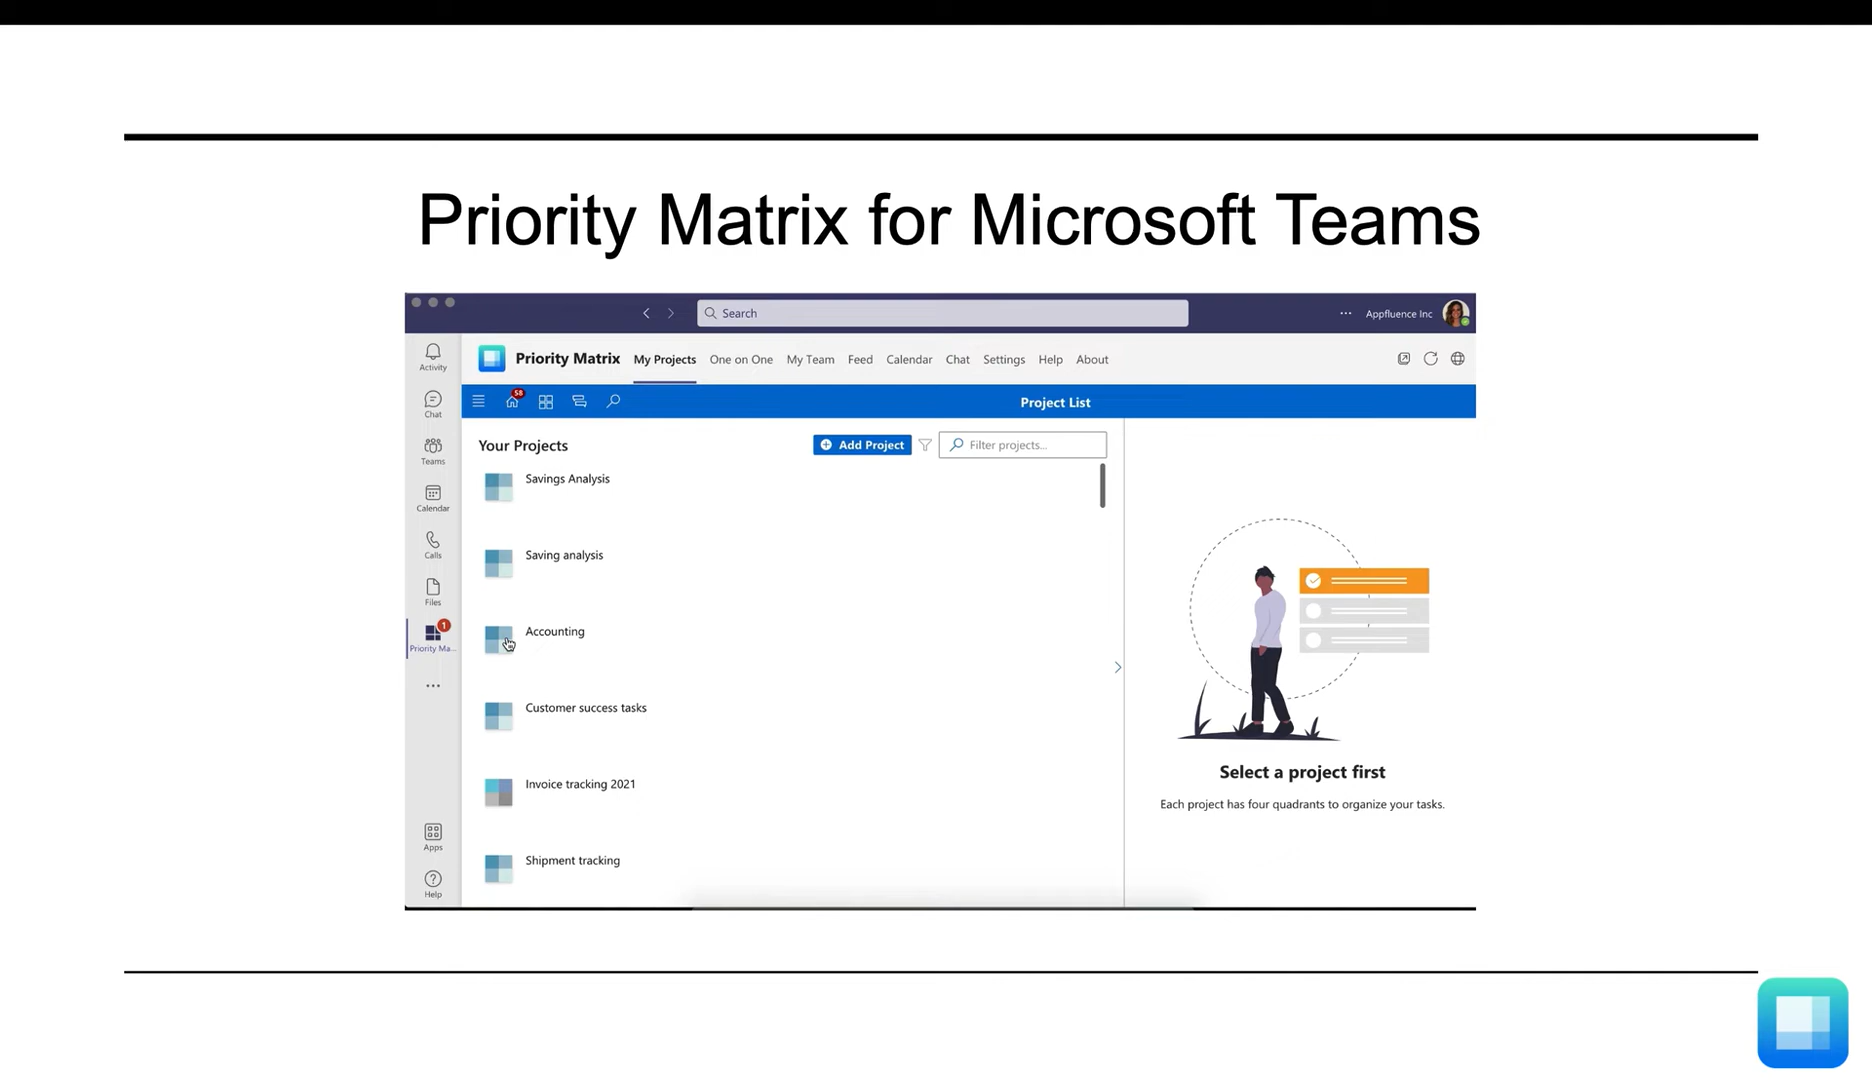 Priority Matrix for Microsoft Teams
Search
Appfluence Inc
Activity
Chat
Teams
Calendar
Calls
Files
1
Priority Ma...
Apps
Help
Priority Matrix
My Projects
One on One
My Team
Feed
Calendar
Chat
Settings
Help
About
58
Project List
Your Projects
Add Project
Filter projects...
Savings Analysis
Saving analysis
Accounting
Customer success tasks
Invoice tracking 2021
Shipment tracking
Select a project first
Each project has four quadrants to organize your tasks.